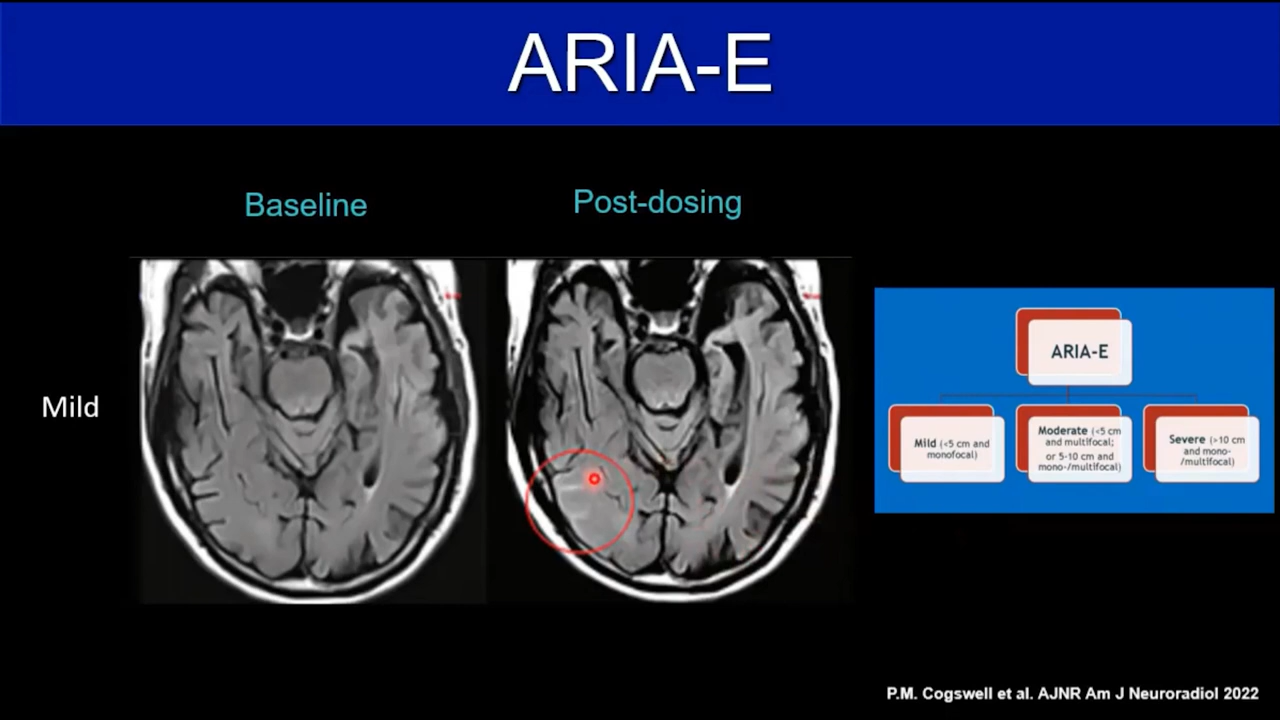 ARIA-E
Baseline
Post-dosing
Mild
ARIA-E
Mild (<5 cm and
monofocal)
Moderate (<5 cm
and multifocal;
or 5-10 cm and
mono-/multifocal)
Severe (>10 cm
and mono-
/multifocal)
P.M. Cogswell et al. AJNR Am J Neuroradiol 2022